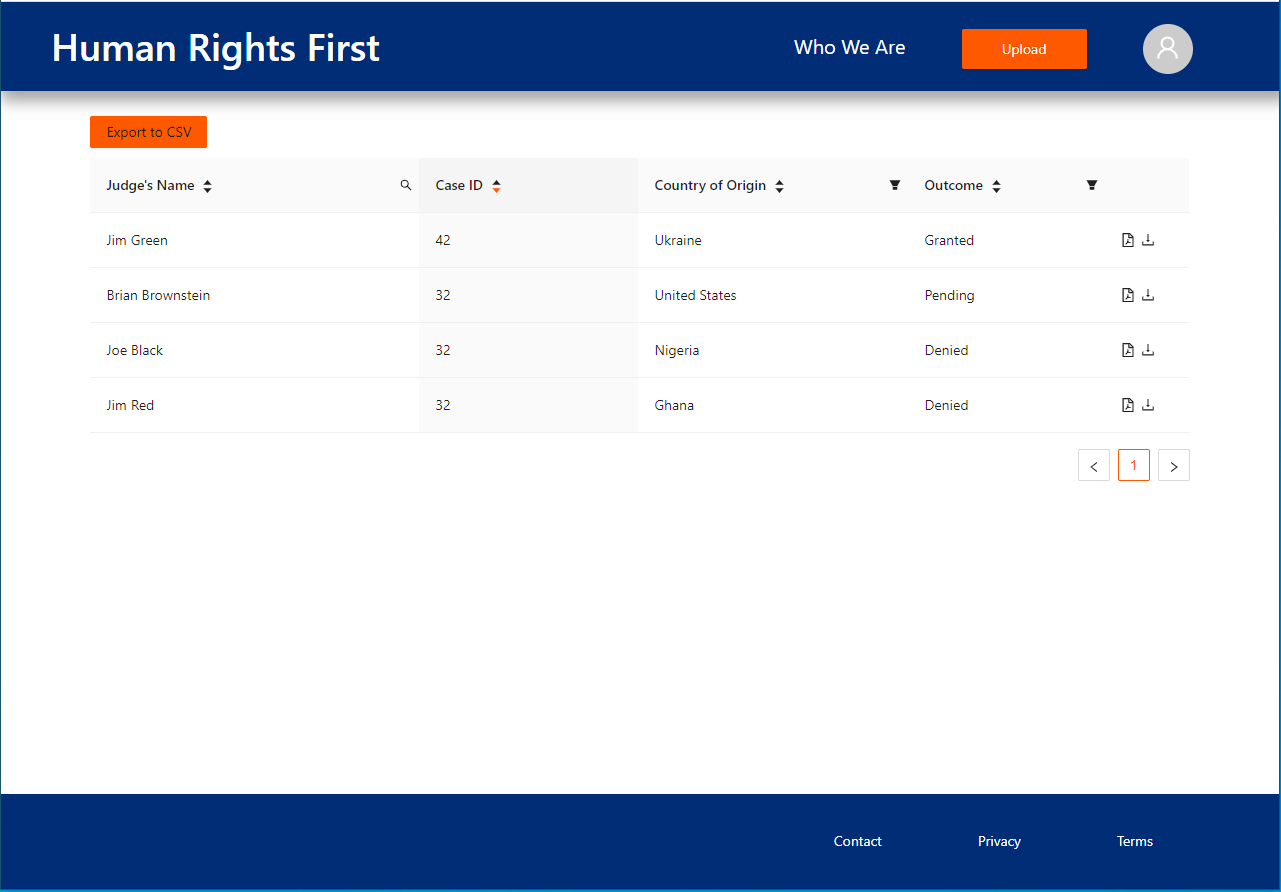 Human Rights First Who We Are Upload
Export to CSV
Judge's Name Case ID Country of Origin Outcome
Jim Green 42 Ukraine Granted
Brian Brownstein 32 United States Pending
Joe Black 32 Nigeria Denied
Jim Red 32 Ghana Denied
< 1 >
Contact Privacy Terms